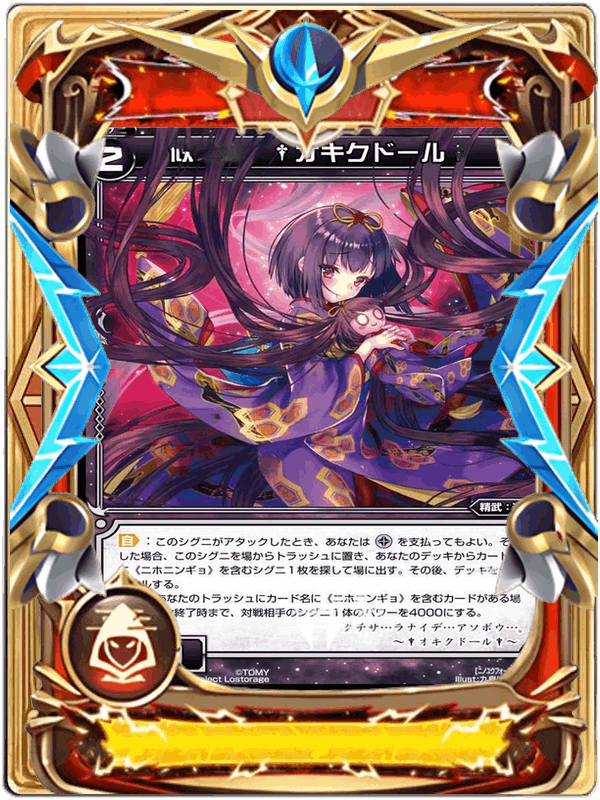 2 †オキクドール
精武：
自：このシグニがアタックしたとき、あなたは を支払ってもよい。そ
した場合、このシグニを場からトラッシュに置き、あなたのデッキからカード
《ニホニンギョ》を含むシグニ1枚を探して場に出す。その後、デッキを
ルする。
あなたのトラッシュにカード名に《ニホニンギョ》を含むカードがある場
終了時まで、対戦相手のシグニ1体のパワーを4000にする。
クチサ…ラナイデ…アソボウ…。
～†オキクドール†～
©TOMY
ject Lostorage
Illust: